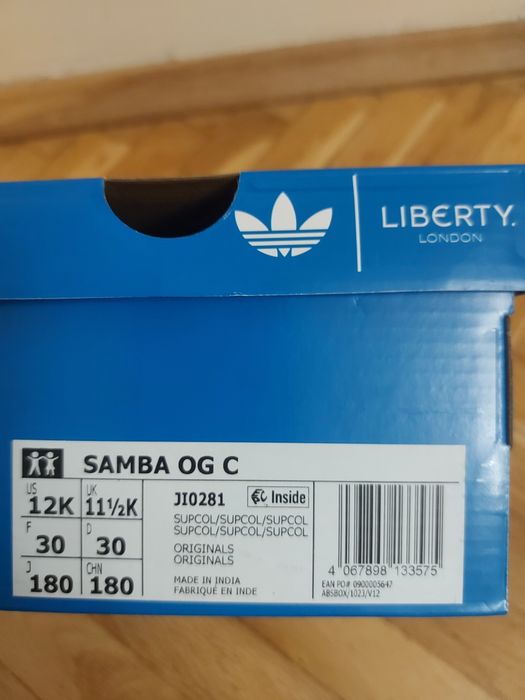 LIBERTY.
LONDON
SAMBA OG C
US 12K UK 11½K
F 30 D 30
J 180 CHN 180
JI0281 Inside
SUPCOL/SUPCOL/SUPCOL
SUPCOL/SUPCOL/SUPCOL
ORIGINALS
ORIGINALS
MADE IN INDIA
FABRIQUÉ EN INDE
4 067898 133575
EAN PO# 0900005647
ABSBOX/1023/V12